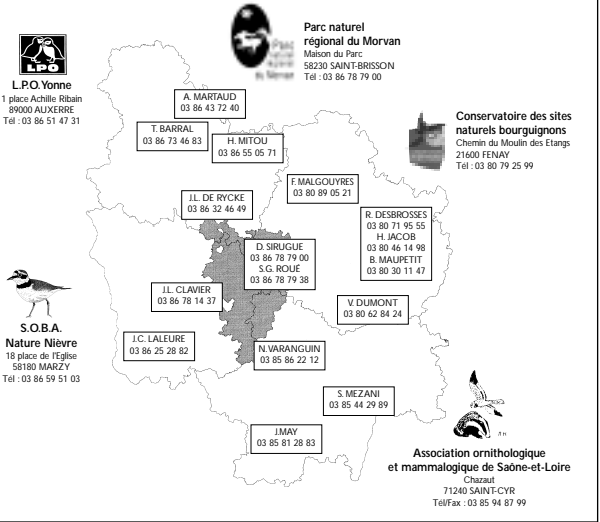 Parc naturel
régional du Morvan
Maison du Parc
58230 SAINT-BRISSON
Tél : 03 86 78 79 00
LPO
L.P.O. Yonne
1 place Achille Ribain
89000 AUXERRE
Tél : 03 86 51 47 31
A. MARTAUD
03 86 43 72 40
T. BARRAL
03 86 73 46 83
H. MITOU
03 86 55 05 71
Conservatoire des sites
naturels bourguignons
Chemin du Moulin des Etangs
21600 FENAY
Tél : 03 80 79 25 99
F. MALGOUYRES
03 80 89 05 21
J.L. DE RYCKE
03 86 32 46 49
R. DESBROSSES
03 80 71 95 55
H. JACOB
03 80 46 14 98
B. MAUPETIT
03 80 30 11 47
D. SIRUGUE
03 86 78 79 00
S.G. ROUÉ
03 86 78 79 38
J.L. CLAVIER
03 86 78 14 37
V. DUMONT
03 80 62 84 24
S.O.B.A.
Nature Nièvre
18 place de l'Eglise
58180 MARZY
Tél : 03 86 59 51 03
J.C. LALEURE
03 86 25 28 82
N. VARANGUIN
03 85 86 22 12
S. MEZANI
03 85 44 29 89
J.MAY
03 85 81 28 83
Association ornithologique
et mammalogique de Saône-et-Loire
Chazaut
71240 SAINT-CYR
Tél/Fax : 03 85 94 87 99